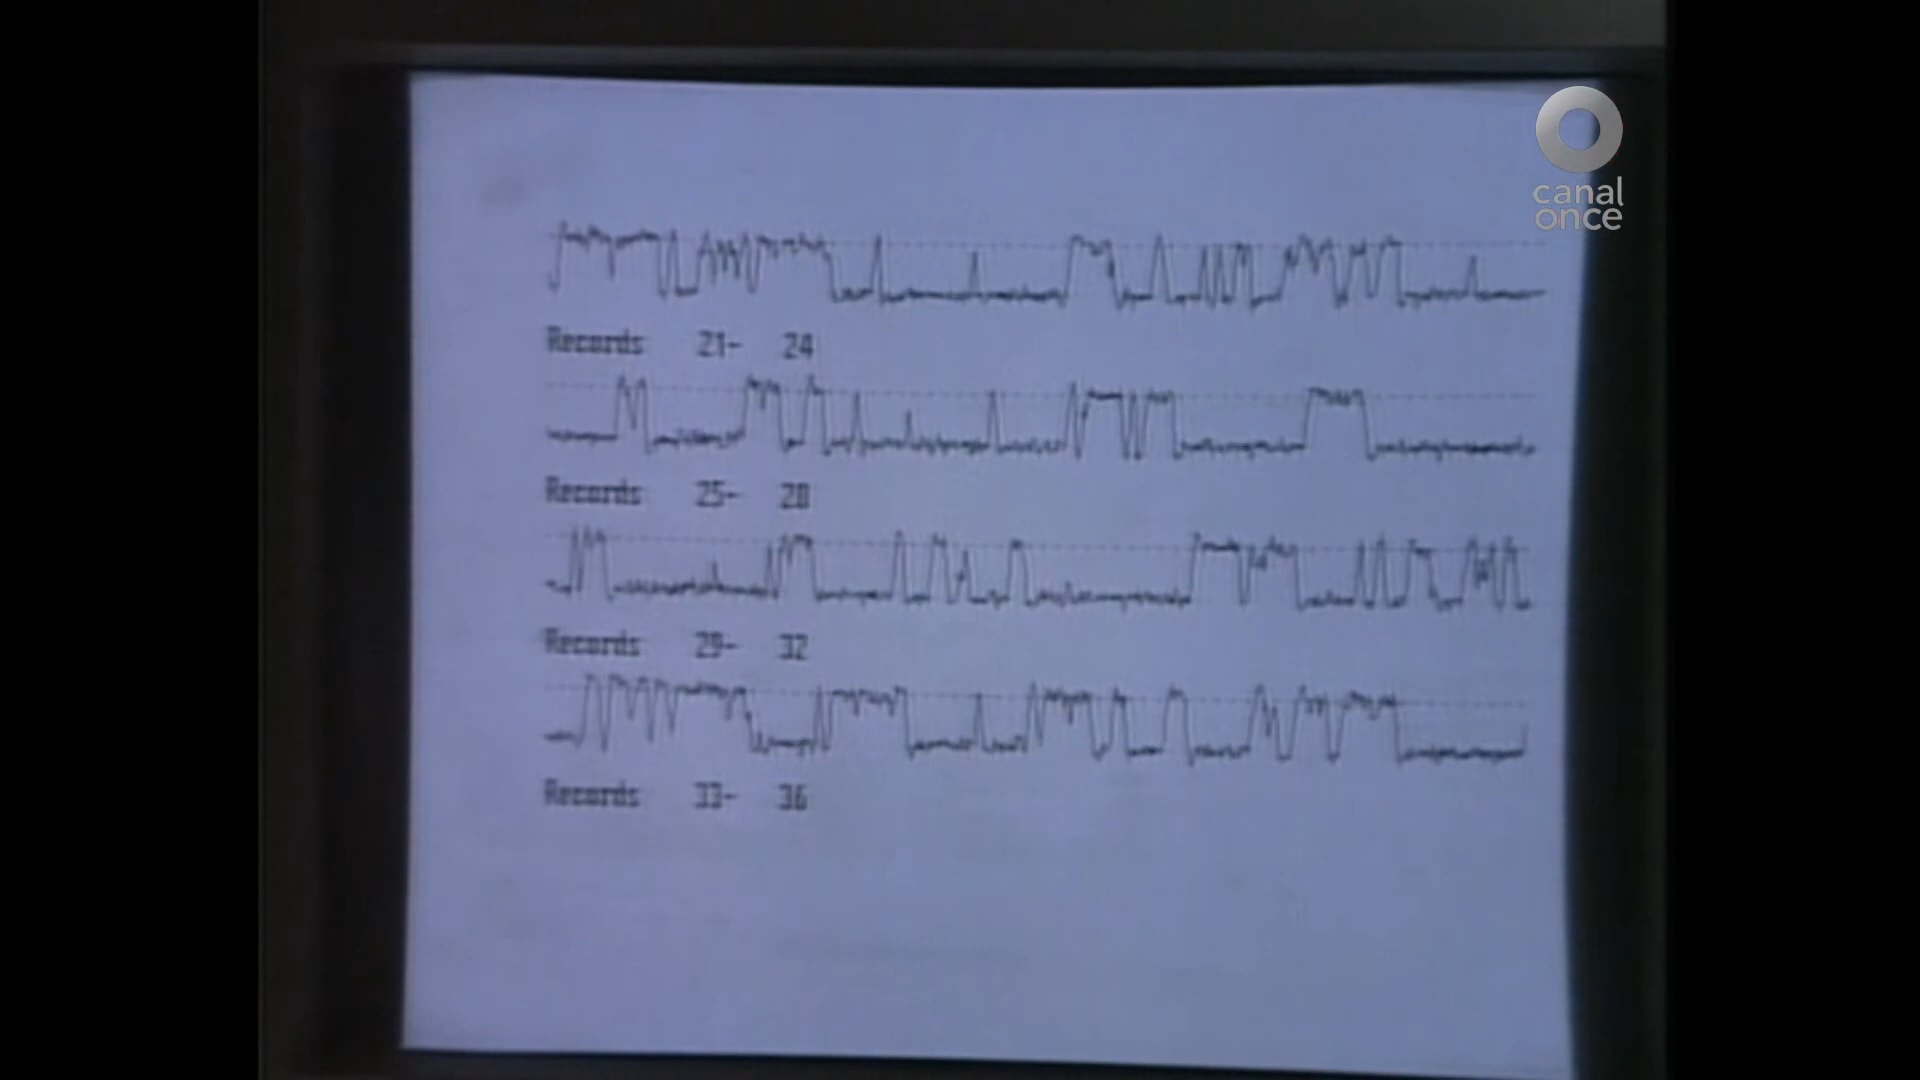 canal
once
Records 21- 24
Records 25- 28
Records 29- 32
Records 33- 36